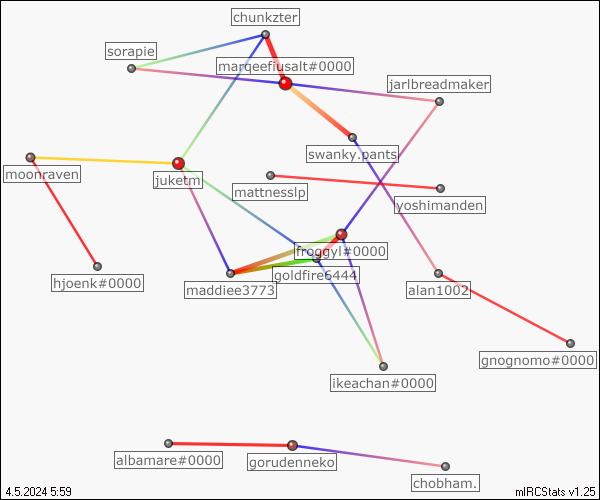 chunkzter
sorapie
marqeefiusalt#0000
jarlbreadmaker
swanky.pants
moonraven
juketm
mattnesslp
yoshimanden
froggyl#0000
goldfire6444
hjoenk#0000
maddiee3773
alan1002
gnognomo#0000
ikeachan#0000
albamare#0000
gorudenneko
chobham.
4.5.2024 5:59
mIRCStats v1.25